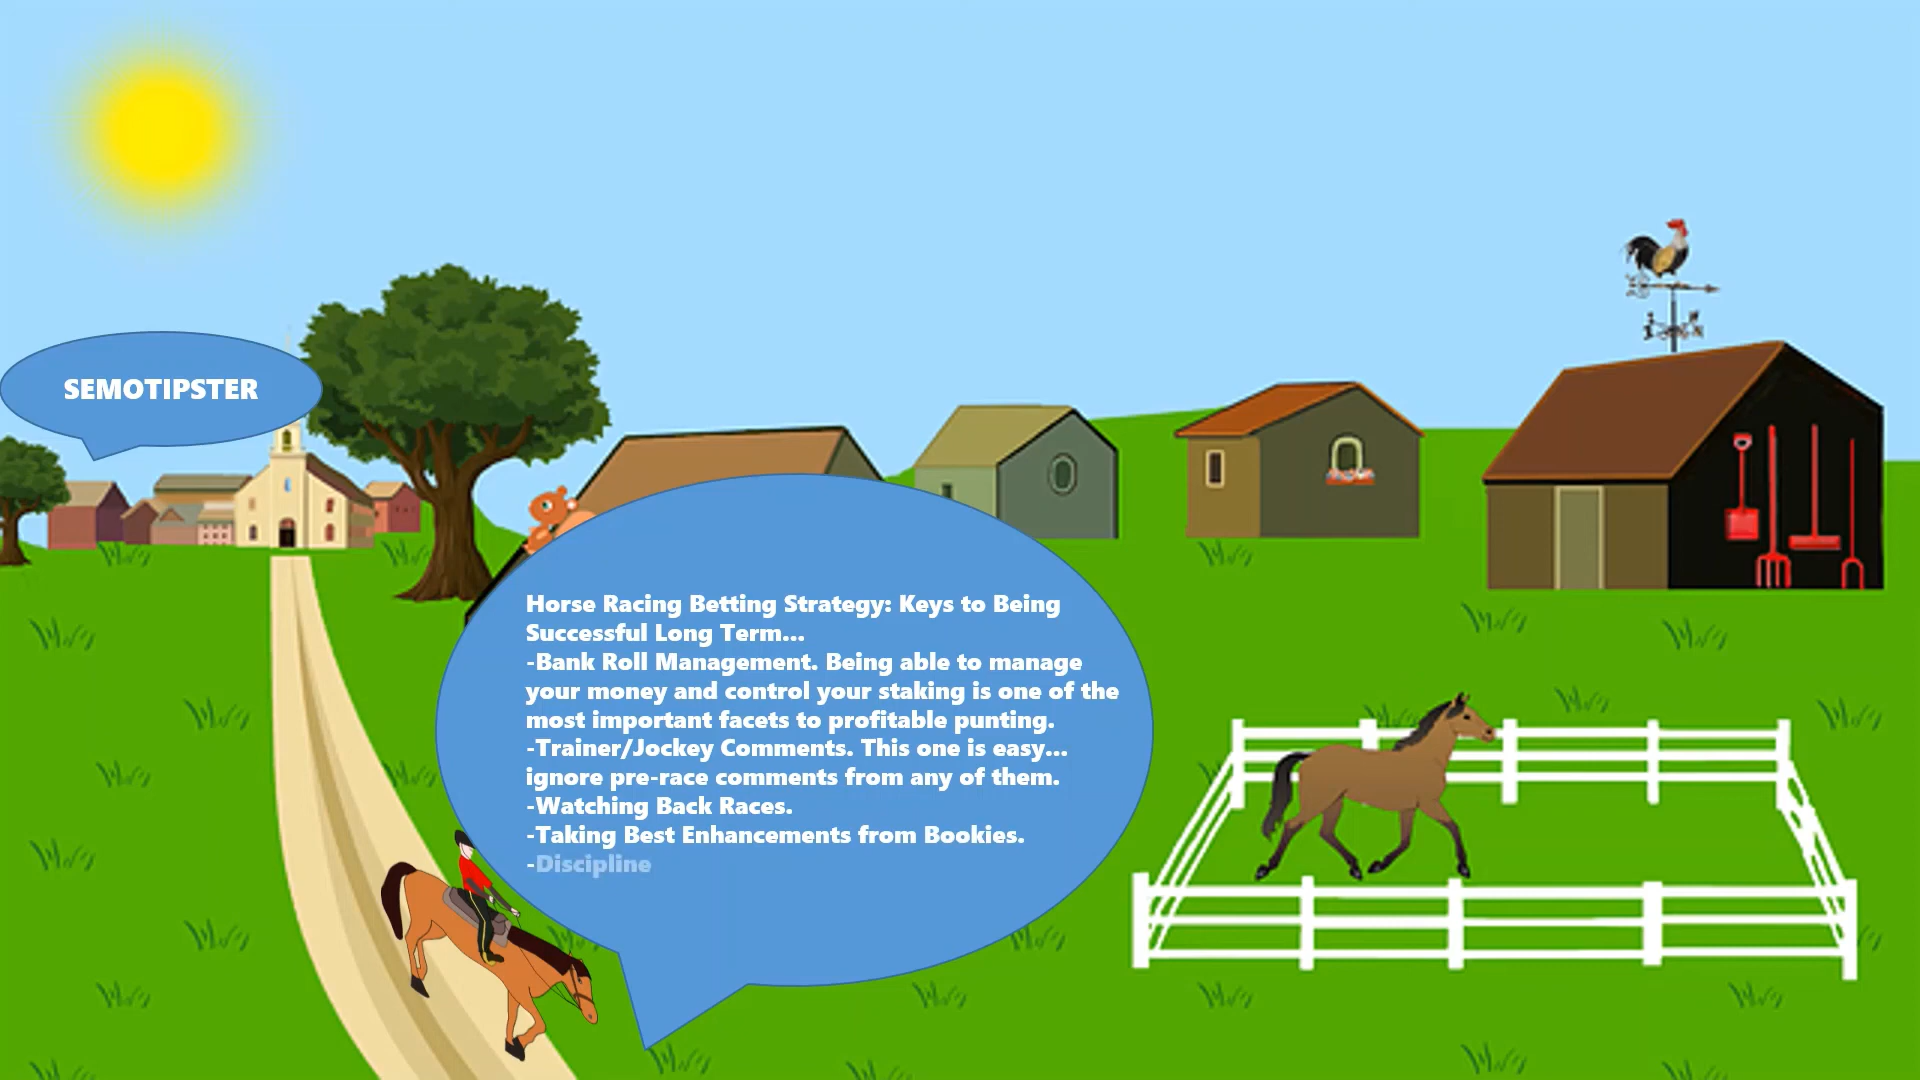 SEMOTIPSTER
Horse Racing Betting Strategy: Keys to Being
Successful Long Term...
-Bank Roll Management. Being able to manage
your money and control your staking is one of the
most important facets to profitable punting.
-Trainer/Jockey Comments. This one is easy...
ignore pre-race comments from any of them.
-Watching Back Races.
-Taking Best Enhancements from Bookies.
-Discipline